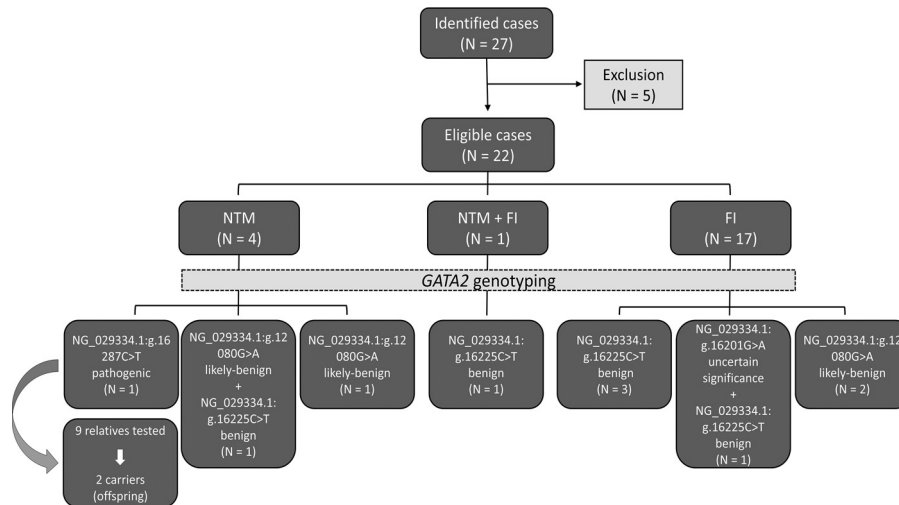 Identified cases
(N = 27)
Exclusion
(N = 5)
Eligible cases
(N = 22)
NTM
(N = 4)
NTM + FI
(N = 1)
FI
(N = 17)
GATA2 genotyping
NG_029334.1:g.16
287C>T
pathogenic
(N = 1)
NG_029334.1:g.12
080G>A
likely-benign
+
NG_029334.1:
g.16225C>T
benign
(N = 1)
NG_029334.1:g.12
080G>A
likely-benign
(N = 1)
NG_029334.1:
g.16225C>T
benign
(N = 1)
NG_029334.1:
g.16225C>T
benign
(N = 3)
NG_029334.1:
g.16201G>A
uncertain
significance
+
NG_029334.1:
g.16225C>T
benign
(N = 1)
NG_029334.1:g.12
080G>A
likely-benign
(N = 2)
9 relatives tested
2 carriers
(offspring)